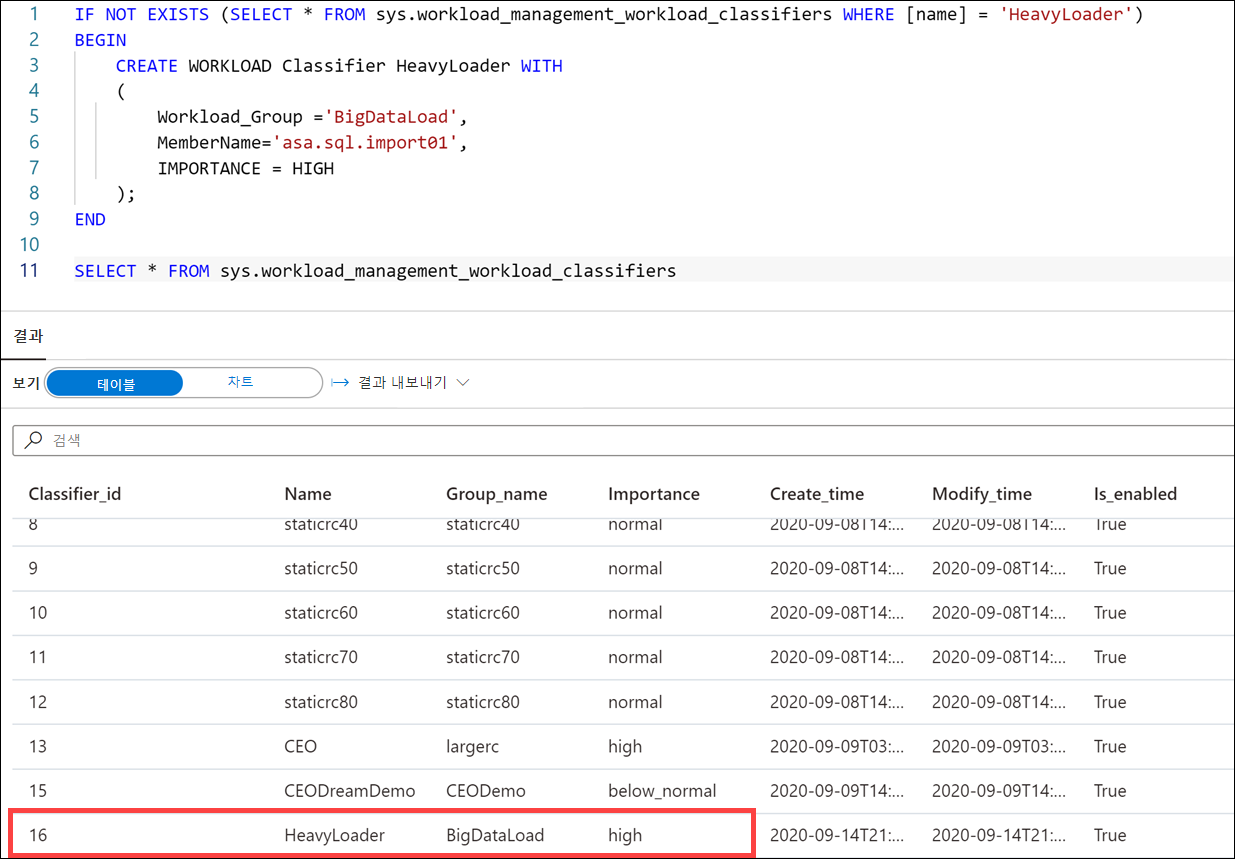 1 IF NOT EXISTS (SELECT * FROM sys.workload_management_workload_classifiers WHERE [name] = 'HeavyLoader')
2 BEGIN
3 CREATE WORKLOAD Classifier HeavyLoader WITH
4 (
5 Workload_Group ='BigDataLoad',
6 MemberName='asa.sql.import01',
7 IMPORTANCE = HIGH
8 );
9 END
10
11 SELECT * FROM sys.workload_management_workload_classifiers
결과
보기 테이블 차트 결과 내보내기
검색
Classifier_id Name Group_name Importance Create_time Modify_time Is_enabled
8 staticrc40 staticrc40 normal 2020-09-08T14:... 2020-09-08T14:... True
9 staticrc50 staticrc50 normal 2020-09-08T14:... 2020-09-08T14:... True
10 staticrc60 staticrc60 normal 2020-09-08T14:... 2020-09-08T14:... True
11 staticrc70 staticrc70 normal 2020-09-08T14:... 2020-09-08T14:... True
12 staticrc80 staticrc80 normal 2020-09-08T14:... 2020-09-08T14:... True
13 CEO largerc high 2020-09-09T03:... 2020-09-09T03:... True
15 CEODreamDemo CEODemo below_normal 2020-09-09T14:... 2020-09-09T14:... True
16 HeavyLoader BigDataLoad high 2020-09-14T21:... 2020-09-14T21:... True